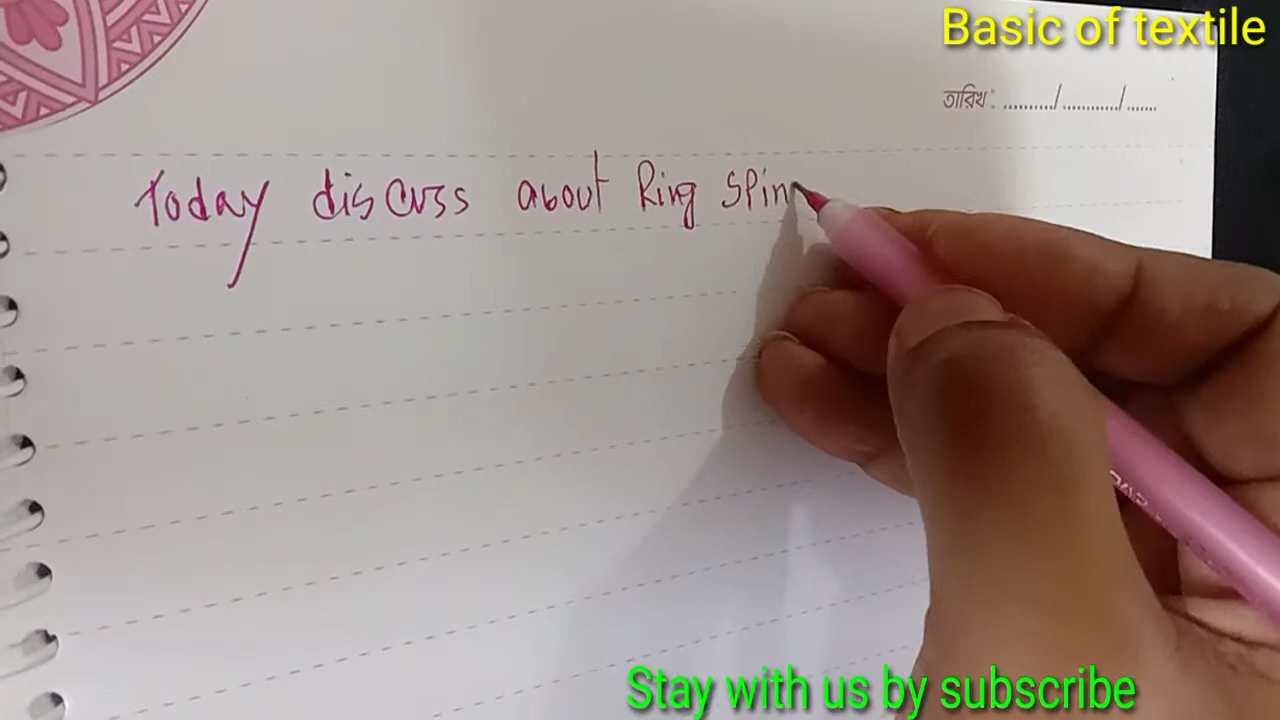 Basic of textile
তারিখ: ........../.........../......
Today discuss about Ring spin
Stay with us by subscribe